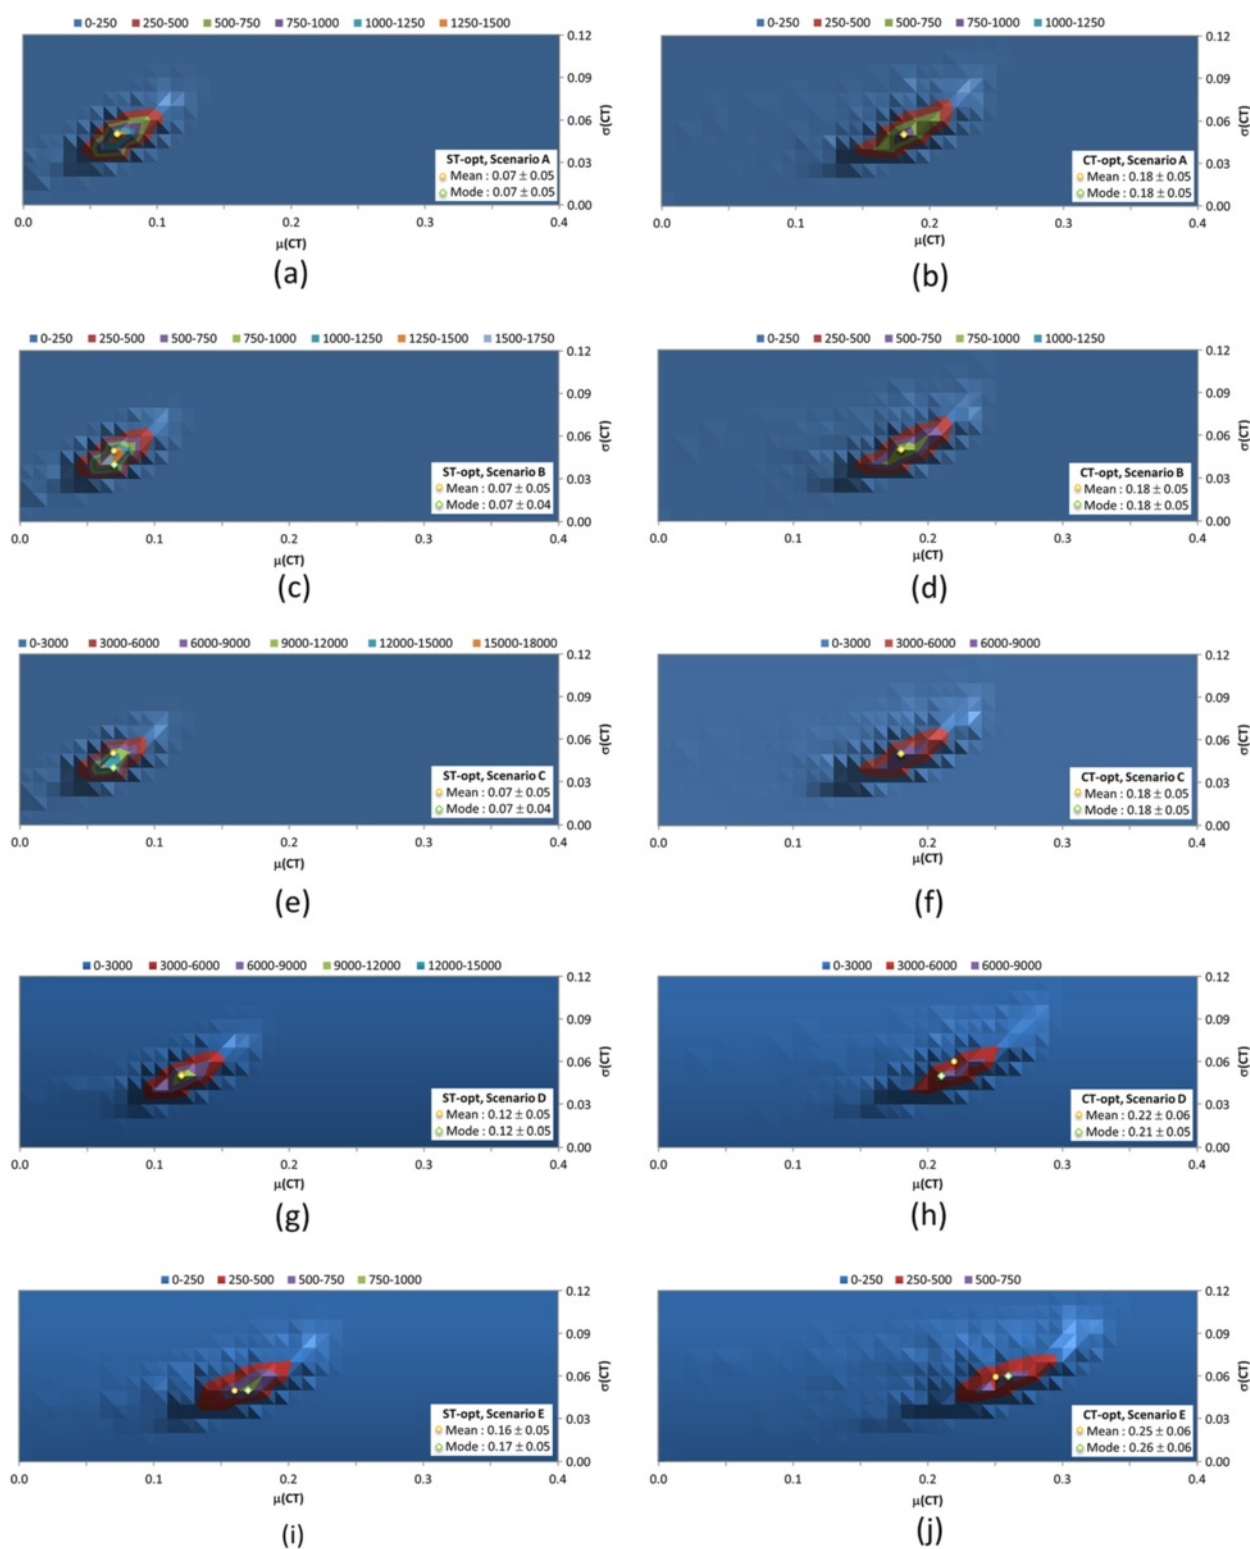 0-250 250-500 500-750 750-1000 1000-1250 1250-1500
0.12
0.09
0.06
0.03
0.00
σ(CT)
ST-opt, Scenario A
Mean : 0.07 ± 0.05
Mode : 0.07 ± 0.05
0.0 0.1 0.2 0.3 0.4
μ(CT)
(a)
0-250 250-500 500-750 750-1000 1000-1250
0.12
0.09
0.06
0.03
0.00
σ(CT)
CT-opt, Scenario A
Mean : 0.18 ± 0.05
Mode : 0.18 ± 0.05
0.0 0.1 0.2 0.3 0.4
μ(CT)
(b)
0-250 250-500 500-750 750-1000 1000-1250 1250-1500 1500-1750
0.12
0.09
0.06
0.03
0.00
σ(CT)
ST-opt, Scenario B
Mean : 0.07 ± 0.05
Mode : 0.07 ± 0.04
0.0 0.1 0.2 0.3 0.4
μ(CT)
(c)
0-250 250-500 500-750 750-1000 1000-1250
0.12
0.09
0.06
0.03
0.00
σ(CT)
CT-opt, Scenario B
Mean : 0.18 ± 0.05
Mode : 0.18 ± 0.05
0.0 0.1 0.2 0.3 0.4
μ(CT)
(d)
0-3000 3000-6000 6000-9000 9000-12000 12000-15000 15000-18000
0.12
0.09
0.06
0.03
0.00
σ(CT)
ST-opt, Scenario C
Mean : 0.07 ± 0.05
Mode : 0.07 ± 0.04
0.0 0.1 0.2 0.3 0.4
μ(CT)
(e)
0-3000 3000-6000 6000-9000
0.12
0.09
0.06
0.03
0.00
σ(CT)
CT-opt, Scenario C
Mean : 0.18 ± 0.05
Mode : 0.18 ± 0.05
0.0 0.1 0.2 0.3 0.4
μ(CT)
(f)
0-3000 3000-6000 6000-9000 9000-12000 12000-15000
0.12
0.09
0.06
0.03
0.00
σ(CT)
ST-opt, Scenario D
Mean : 0.12 ± 0.05
Mode : 0.12 ± 0.05
0.0 0.1 0.2 0.3 0.4
μ(CT)
(g)
0-3000 3000-6000 6000-9000
0.12
0.09
0.06
0.03
0.00
σ(CT)
CT-opt, Scenario D
Mean : 0.22 ± 0.06
Mode : 0.21 ± 0.05
0.0 0.1 0.2 0.3 0.4
μ(CT)
(h)
0-250 250-500 500-750 750-1000
0.12
0.09
0.06
0.03
0.00
σ(CT)
ST-opt, Scenario E
Mean : 0.16 ± 0.05
Mode : 0.17 ± 0.05
0.0 0.1 0.2 0.3 0.4
μ(CT)
(i)
0-250 250-500 500-750
0.12
0.09
0.06
0.03
0.00
σ(CT)
CT-opt, Scenario E
Mean : 0.25 ± 0.06
Mode : 0.26 ± 0.06
0.0 0.1 0.2 0.3 0.4
μ(CT)
(j)